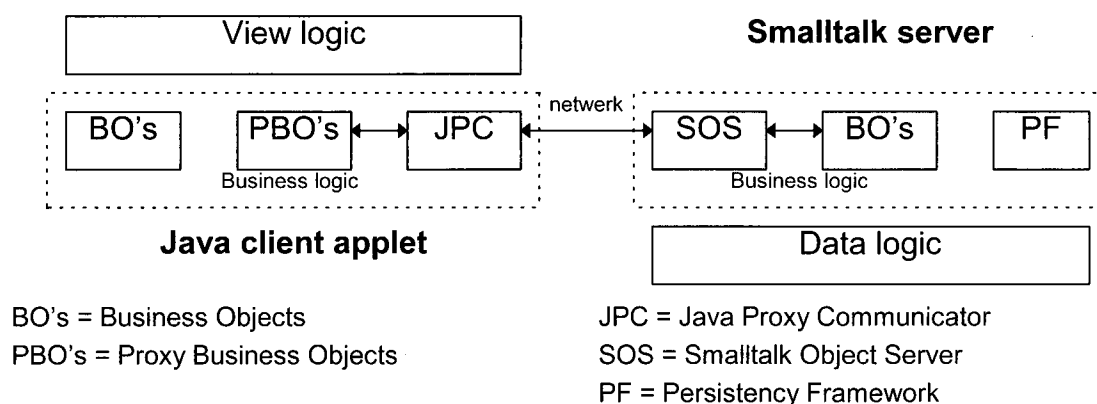 View logic
Smalltalk server
netwerk
BO's
PBO's
JPC
SOS
BO's
PF
Business logic
Business logic
Java client applet
Data logic
BO's = Business Objects
JPC = Java Proxy Communicator
PBO's = Proxy Business Objects
SOS = Smalltalk Object Server
PF = Persistency Framework